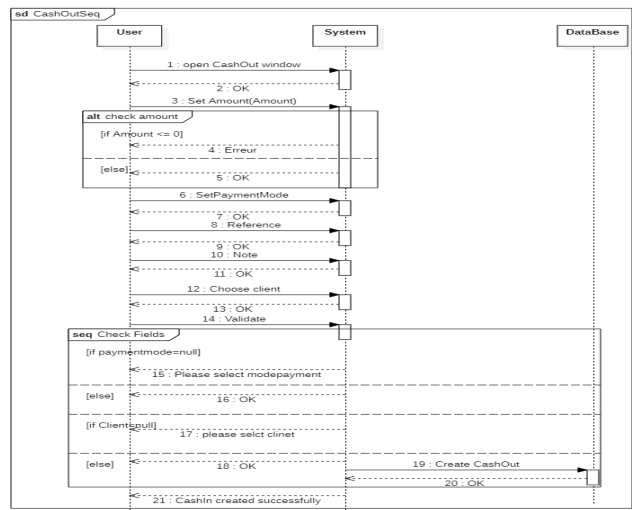 sd CashOutSeq
User
System
DataBase
1 : open CashOut window
2 : OK
3 : Set Amount(Amount)
alt check amount
[if Amount <= 0]
4 : Erreur
[else]
5 : OK
6 : SetPaymentMode
7 : OK
8 : Reference
9 : OK
10 : Note
11 : OK
12 : Choose client
13 : OK
14 : Validate
seq Check Fields
[if paymentmode=null]
15 : Please select modepayment
[else]
16 : OK
[if Client=null]
17 : please selct clinet
[else]
18 : OK
19 : Create CashOut
20 : OK
21 : CashIn created successfully